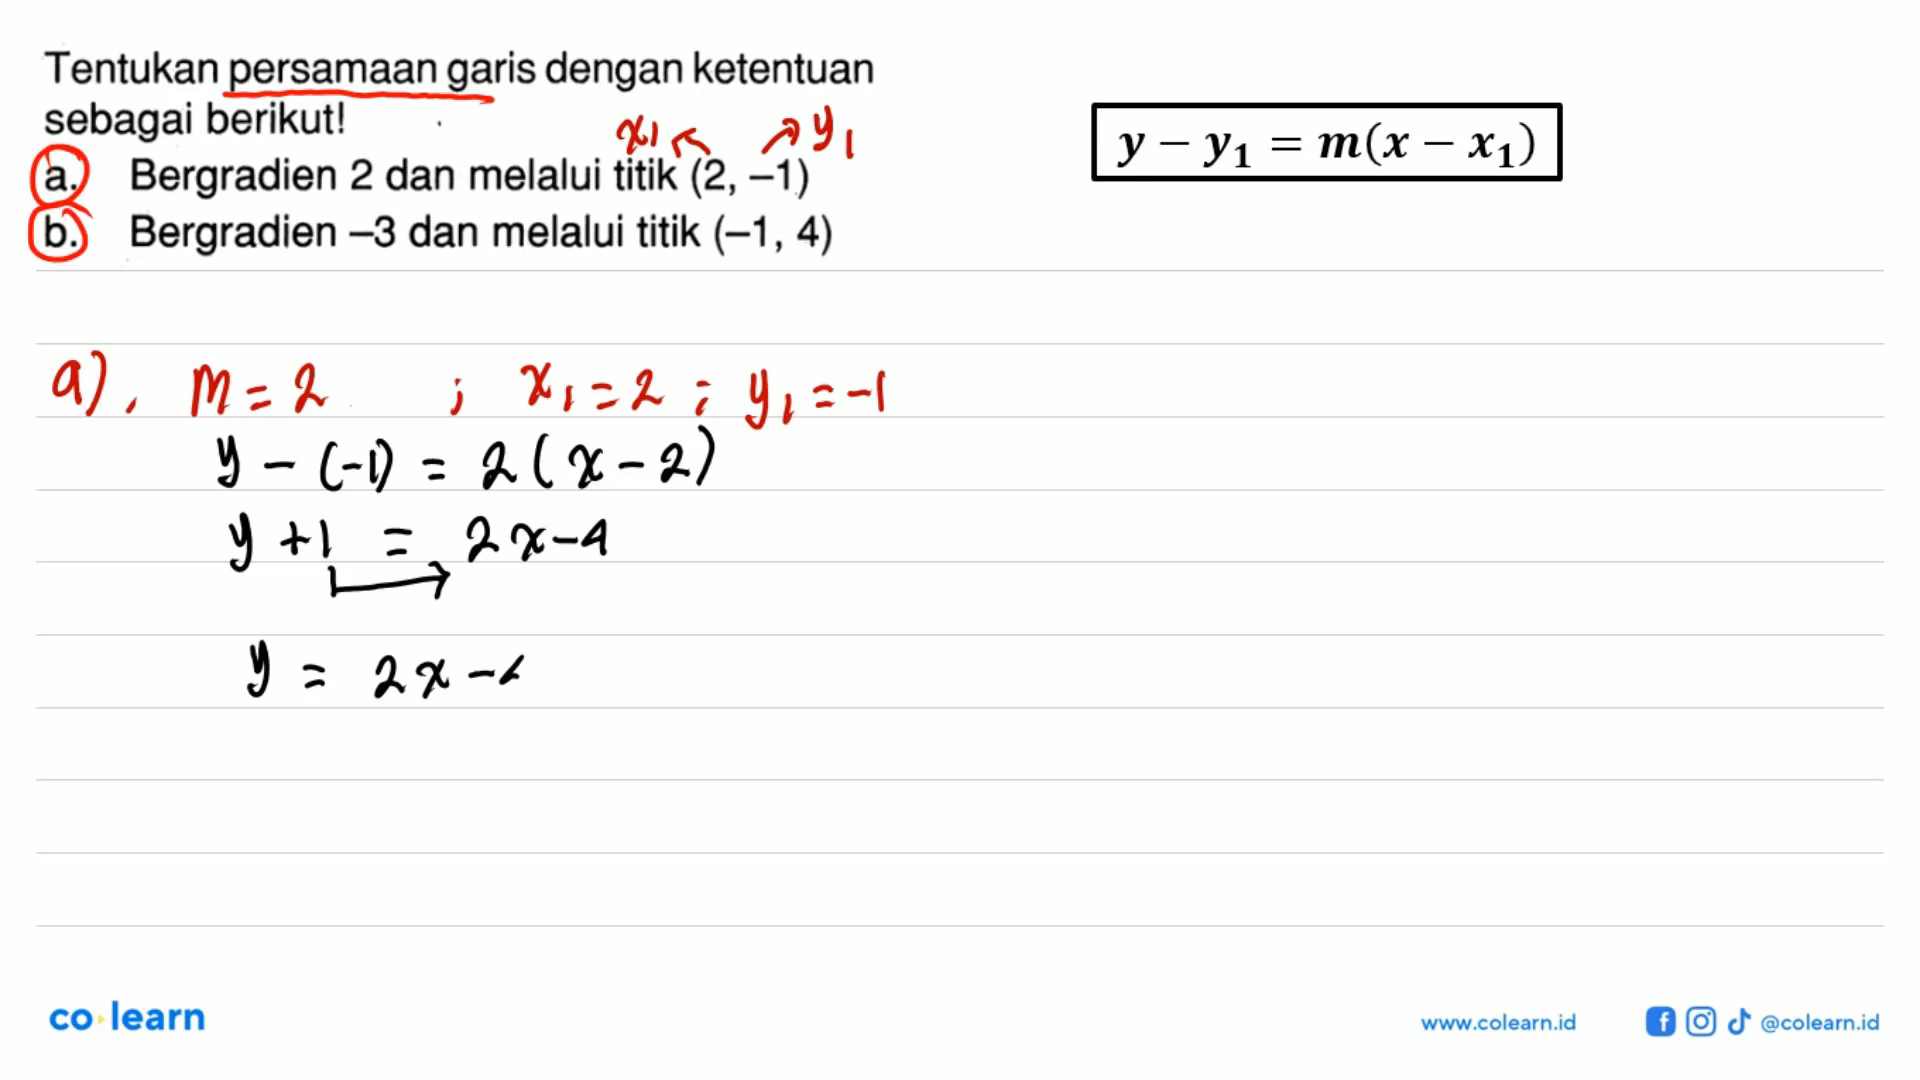 Tentukan persamaan garis dengan ketentuan
sebagai berikut!
x1 y1
a. Bergradien 2 dan melalui titik (2, –1)
b. Bergradien –3 dan melalui titik (–1, 4)
y − y₁ = m(x − x₁)
a). m = 2 ; x₁ = 2 ; y₁ = -1
y - (-1) = 2(x - 2)
y + 1 = 2x - 4
y = 2x -
co learn
www.colearn.id
@colearn.id